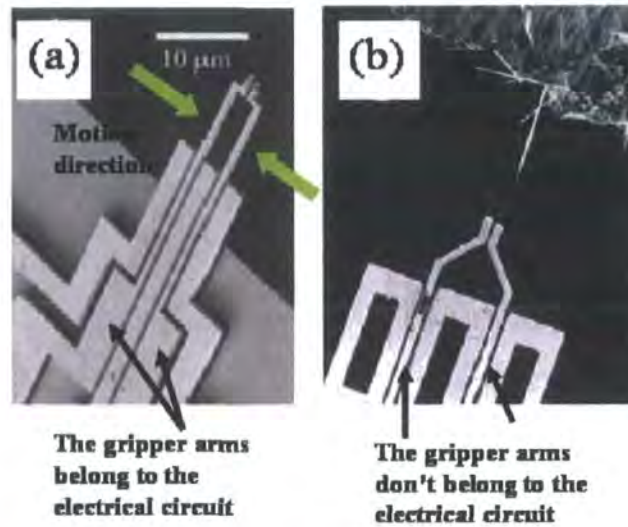 (a)
10 μm
Motion
direction
(b)
The gripper arms
belong to the
electrical circuit
The gripper arms
don't belong to the
electrical circuit